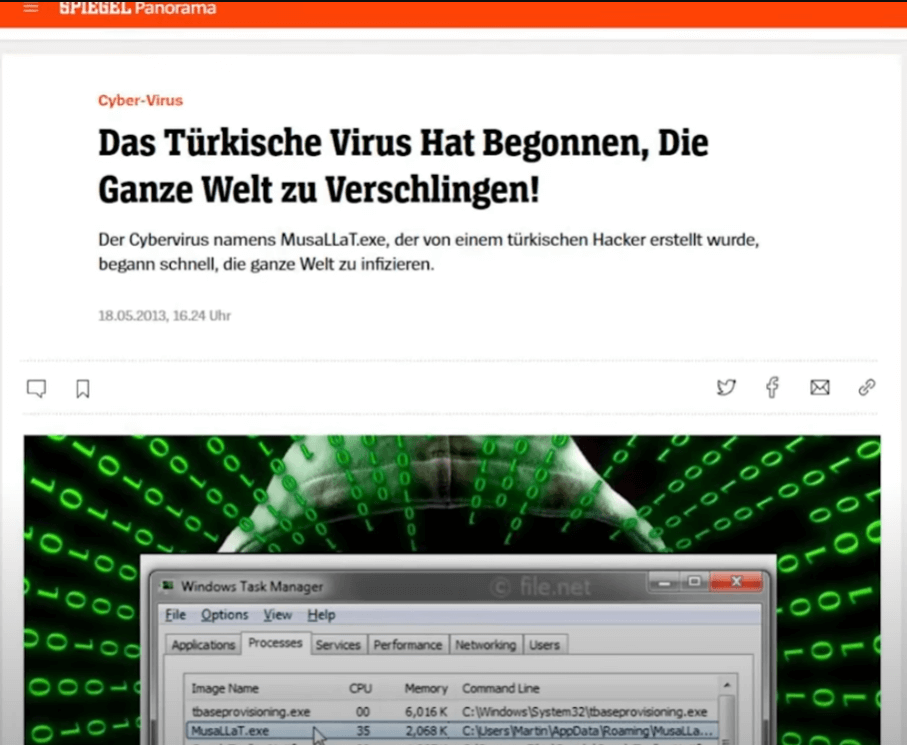 SPIEGEL Panorama
Cyber-Virus
Das Türkische Virus Hat Begonnen, Die
Ganze Welt zu Verschlingen!
Der Cybervirus namens MusaLLaT.exe, der von einem türkischen Hacker erstellt wurde,
begann schnell, die ganze Welt zu infizieren.
18.05.2013, 16.24 Uhr
Windows Task Manager
© file.net
File Options View Help
Applications Processes Services Performance Networking Users
Image Name CPU Memory Command Line
tbaseprovisioning.exe 00 6,016 K C:\Windows\System32\tbaseprovisioning.exe
MusaLLaT.exe 35 2,068 K C:\Users\Martin\AppData\Roaming\MusaLLa...